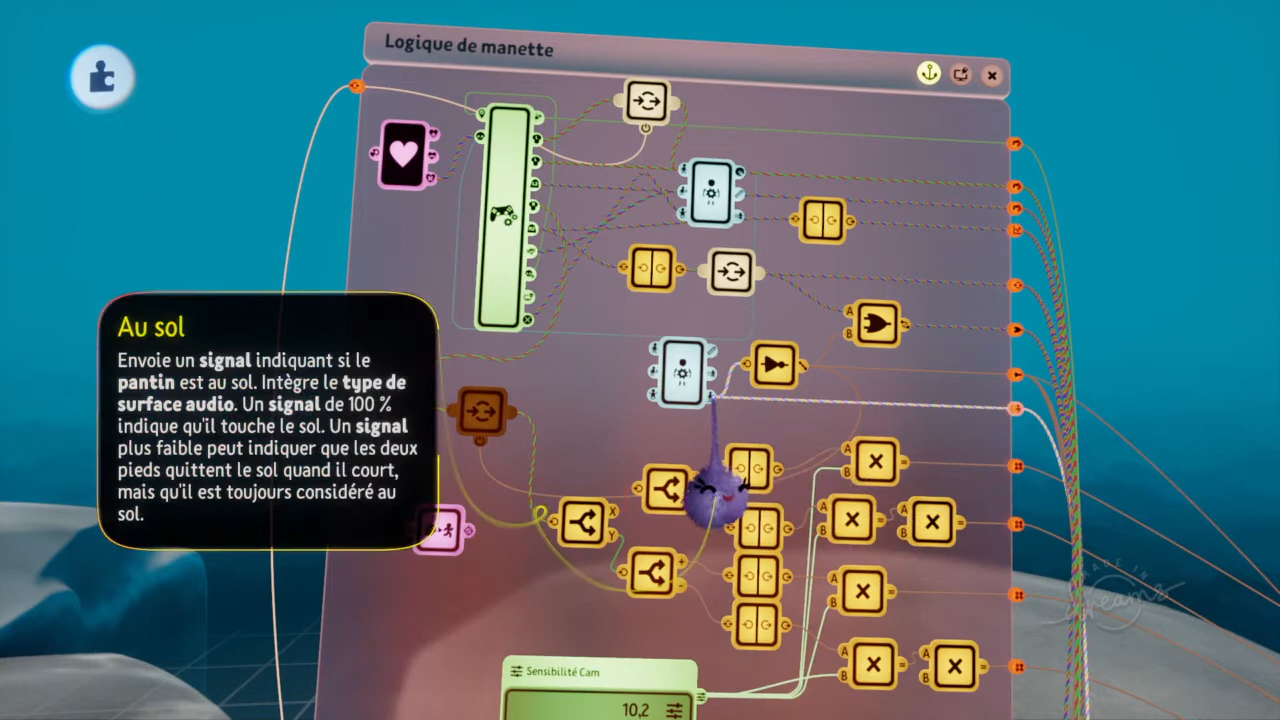 Logique de manette
Au sol
Envoie un signal indiquant si le
pantin est au sol. Intègre le type de
surface audio. Un signal de 100 %
indique qu'il touche le sol. Un signal
plus faible peut indiquer que les deux
pieds quittent le sol quand il court,
mais qu'il est toujours considéré au
sol.
A
B
A
B
X
Y
A
B
A
B
A
B
A
B
A
B
MADE IN
Dreams
Sensibilité Cam
10,2